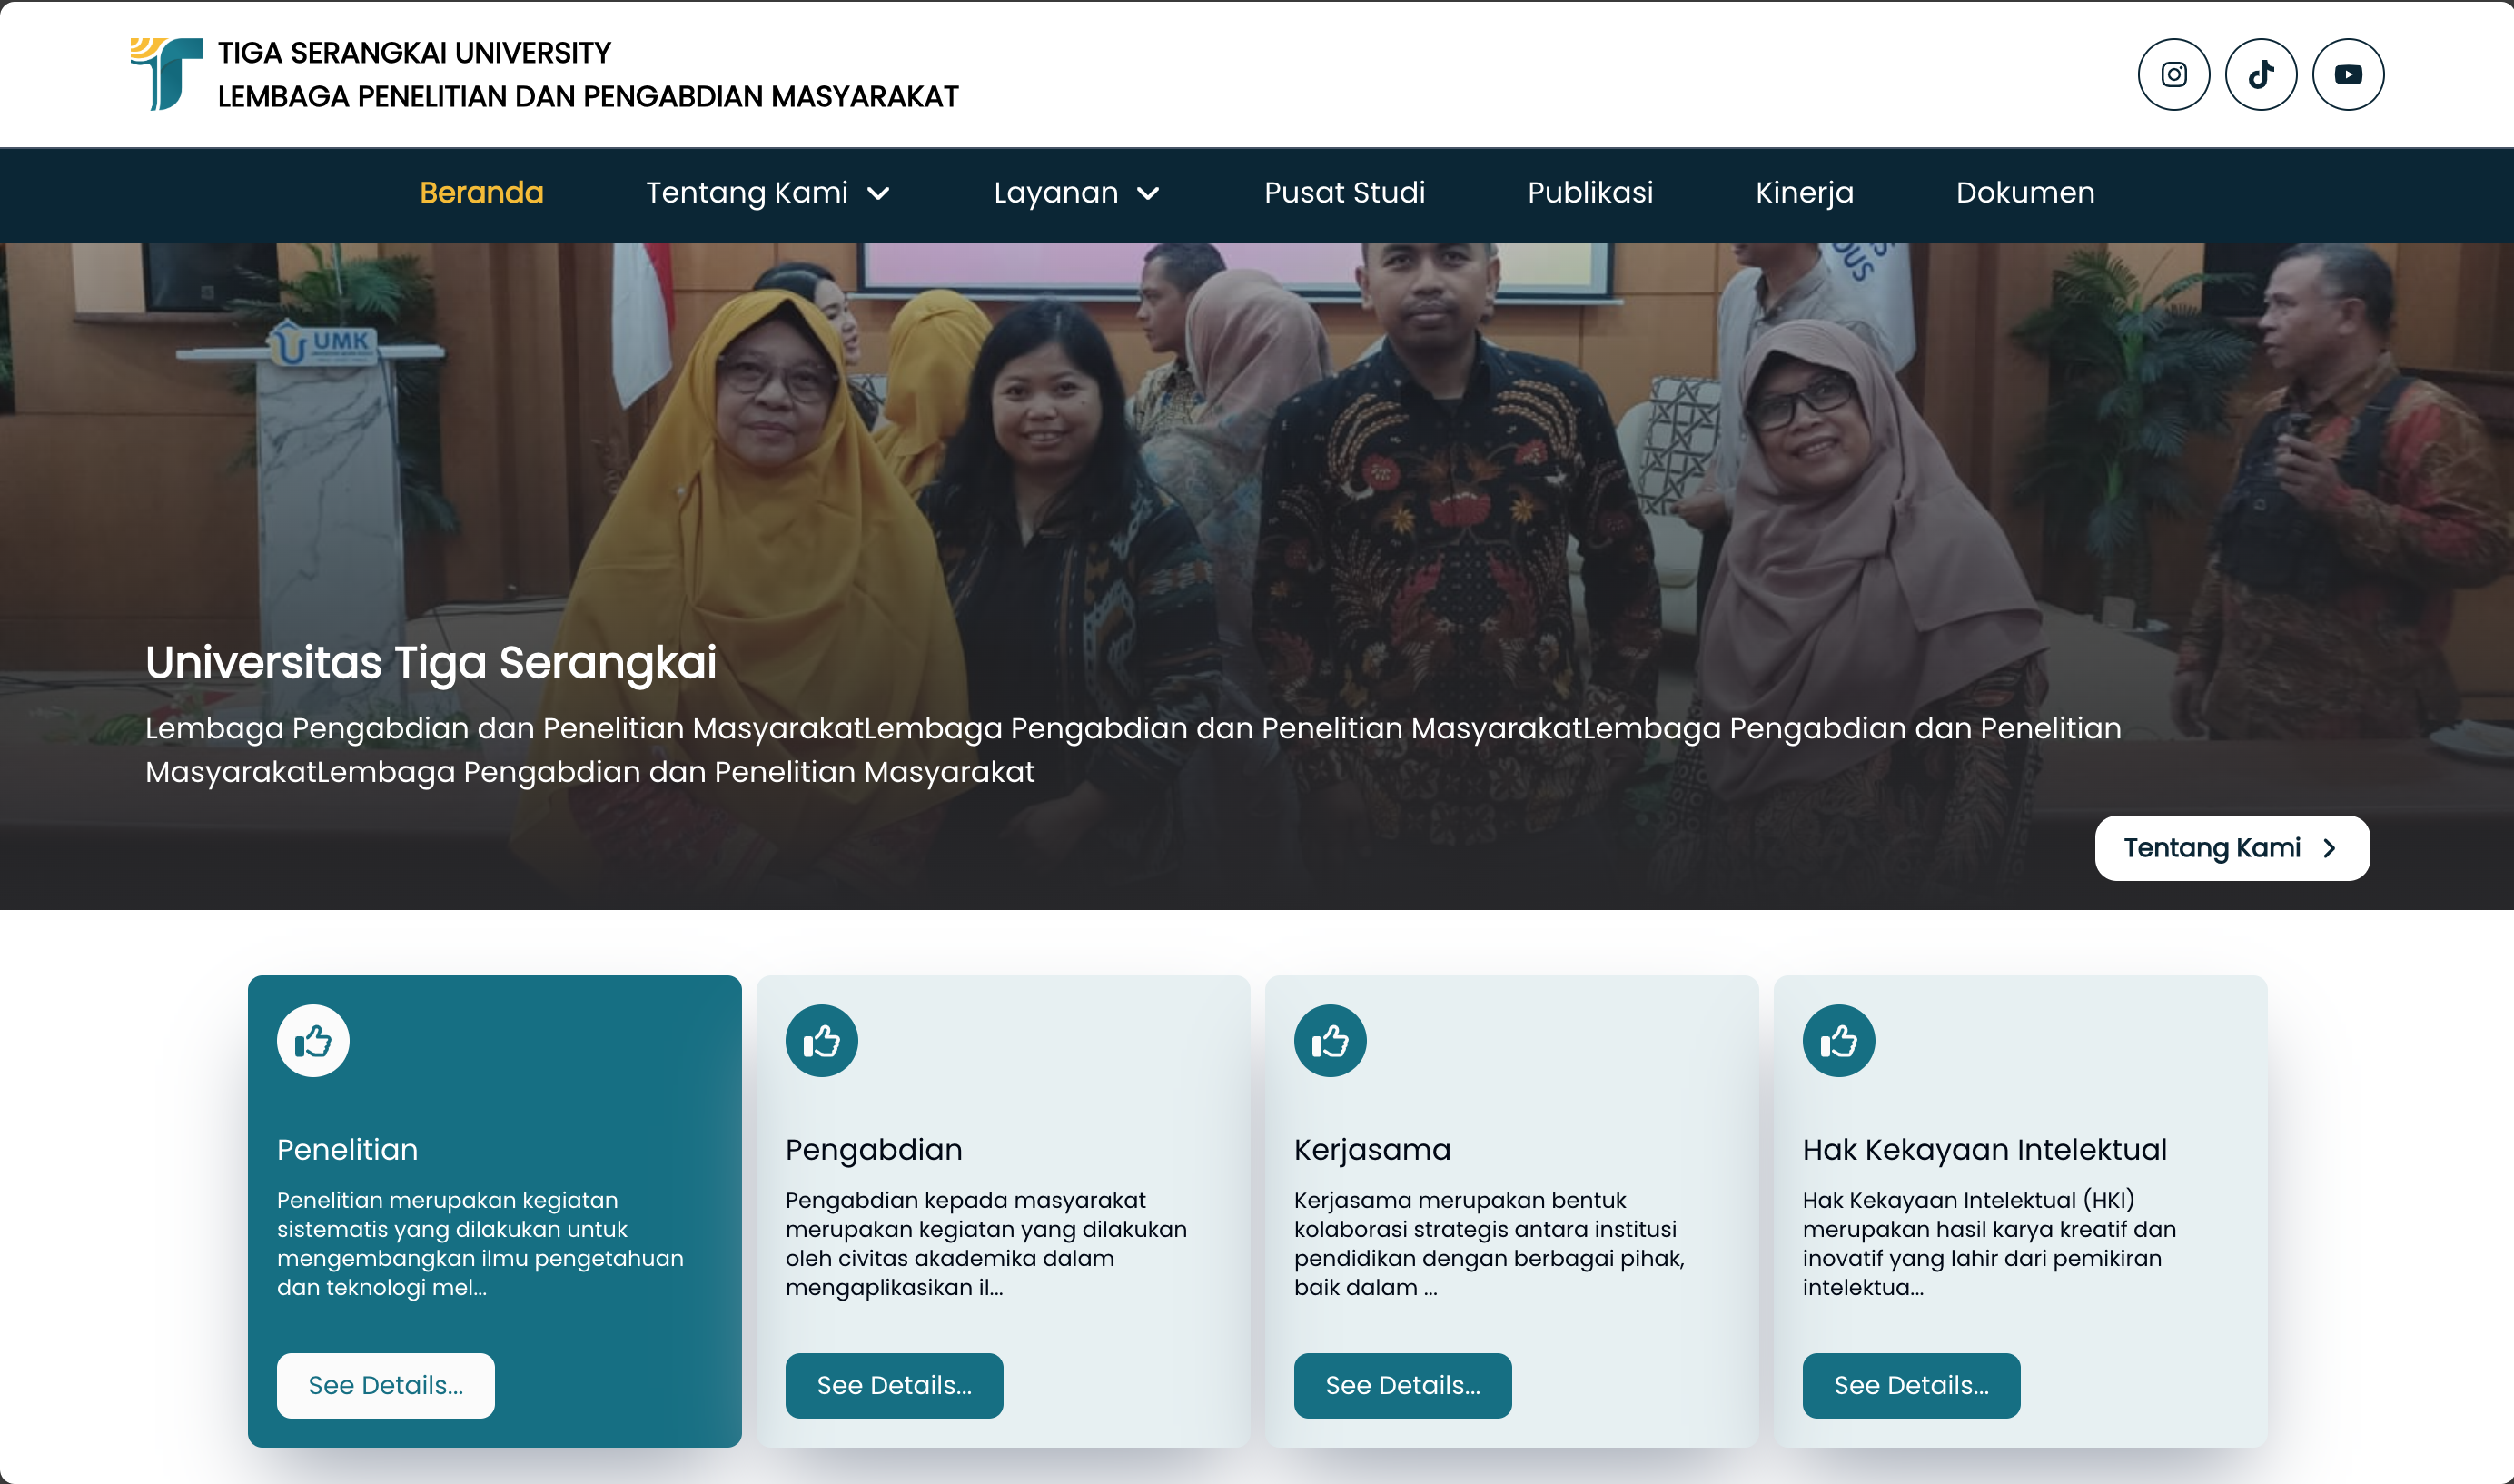 TIGA SERANGKAI UNIVERSITY
LEMBAGA PENELITIAN DAN PENGABDIAN MASYARAKAT
Beranda
Tentang Kami
Layanan
Pusat Studi
Publikasi
Kinerja
Dokumen
UMK
Universitas Tiga Serangkai
Lembaga Pengabdian dan Penelitian MasyarakatLembaga Pengabdian dan Penelitian MasyarakatLembaga Pengabdian dan Penelitian
MasyarakatLembaga Pengabdian dan Penelitian Masyarakat
Tentang Kami
Penelitian
Penelitian merupakan kegiatan
sistematis yang dilakukan untuk
mengembangkan ilmu pengetahuan
dan teknologi mel...
See Details...
Pengabdian
Pengabdian kepada masyarakat
merupakan kegiatan yang dilakukan
oleh civitas akademika dalam
mengaplikasikan il...
See Details...
Kerjasama
Kerjasama merupakan bentuk
kolaborasi strategis antara institusi
pendidikan dengan berbagai pihak,
baik dalam ...
See Details...
Hak Kekayaan Intelektual
Hak Kekayaan Intelektual (HKI)
merupakan hasil karya kreatif dan
inovatif yang lahir dari pemikiran
intelektua...
See Details...